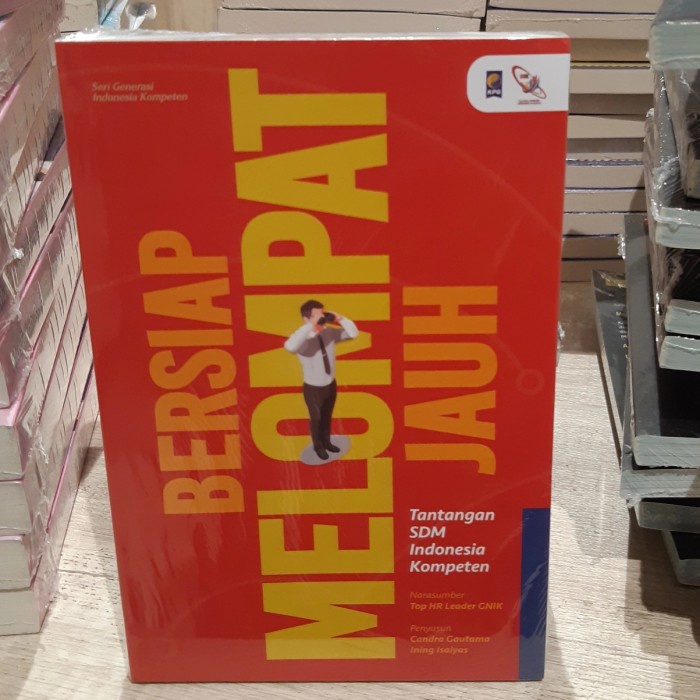 Seri Generasi
Indonesia Kompeten
KPG
BERSIAP
MELOMPAT
JAUH
Tantangan
SDM
Indonesia
Kompeten
Narasumber
Top HR Leader GNIK
Penyusun
Candra Gautama
Ining Isaiyas